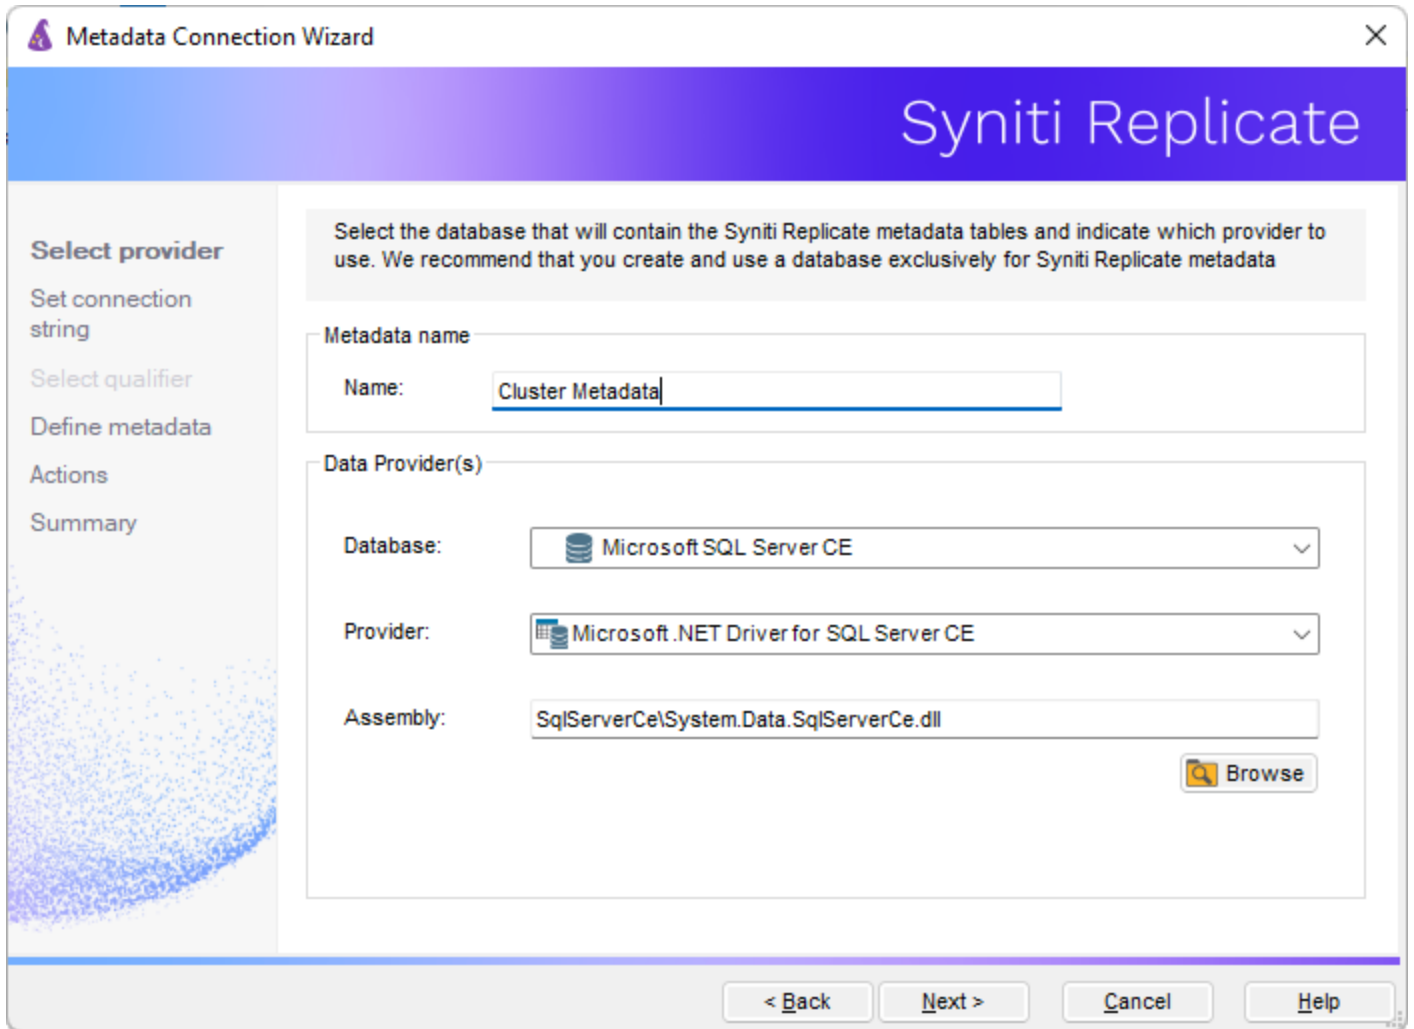 Metadata Connection Wizard
Syniti Replicate
Select provider
Set connection
string
Select qualifier
Define metadata
Actions
Summary
Select the database that will contain the Syniti Replicate metadata tables and indicate which provider to
use. We recommend that you create and use a database exclusively for Syniti Replicate metadata
Metadata name
Name:
Cluster Metadata
Data Provider(s)
Database:
Microsoft SQL Server CE
Provider:
Microsoft .NET Driver for SQL Server CE
Assembly:
SqlServerCe\System.Data.SqlServerCe.dll
Browse
< Back
Next >
Cancel
Help